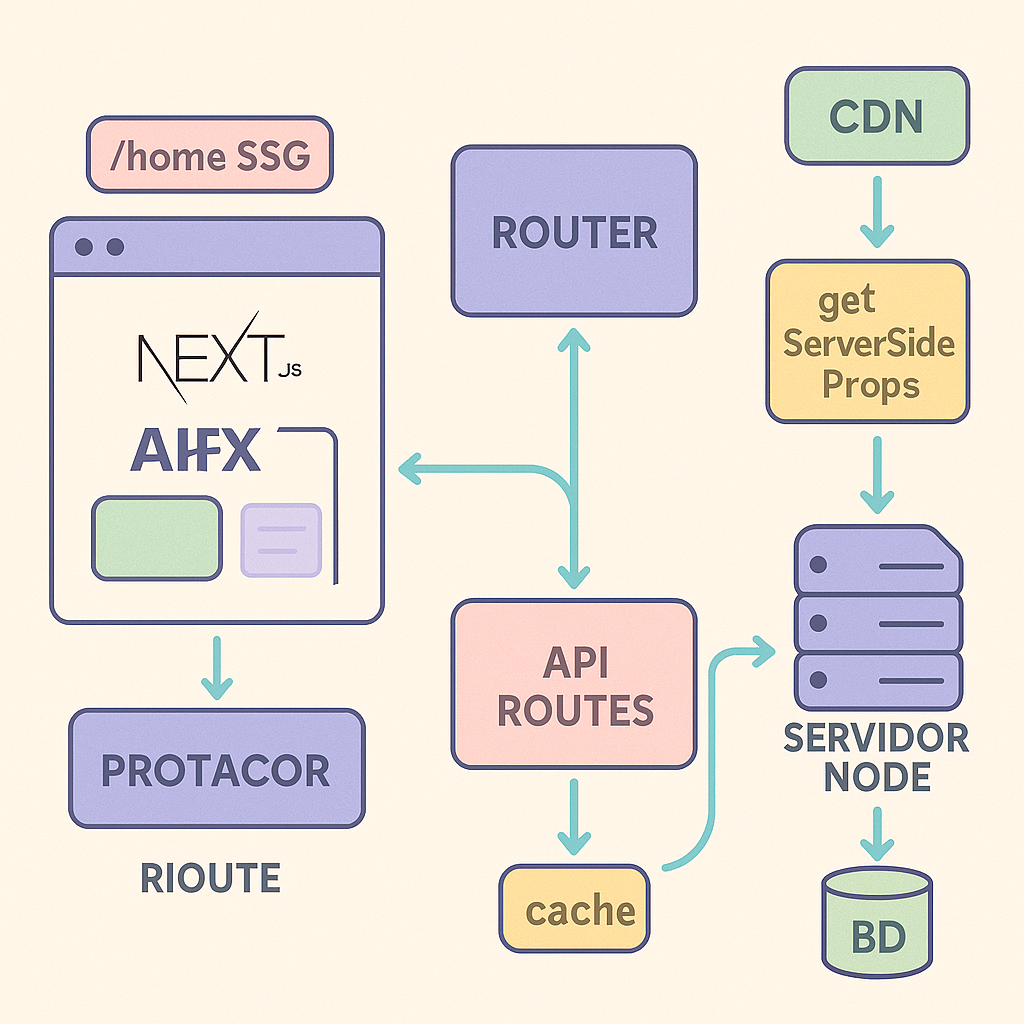 /home SSG
NEXT.JS
AIFX
PROTACOR
RIOUTE
ROUTER
API
ROUTES
cache
CDN
get
ServerSide
Props
SERVIDOR
NODE
BD